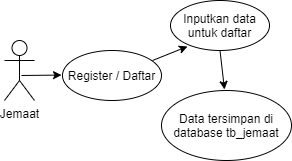 Inputkan data
untuk daftar
Register / Daftar
Jemaat
Data tersimpan di
database tb_jemaat